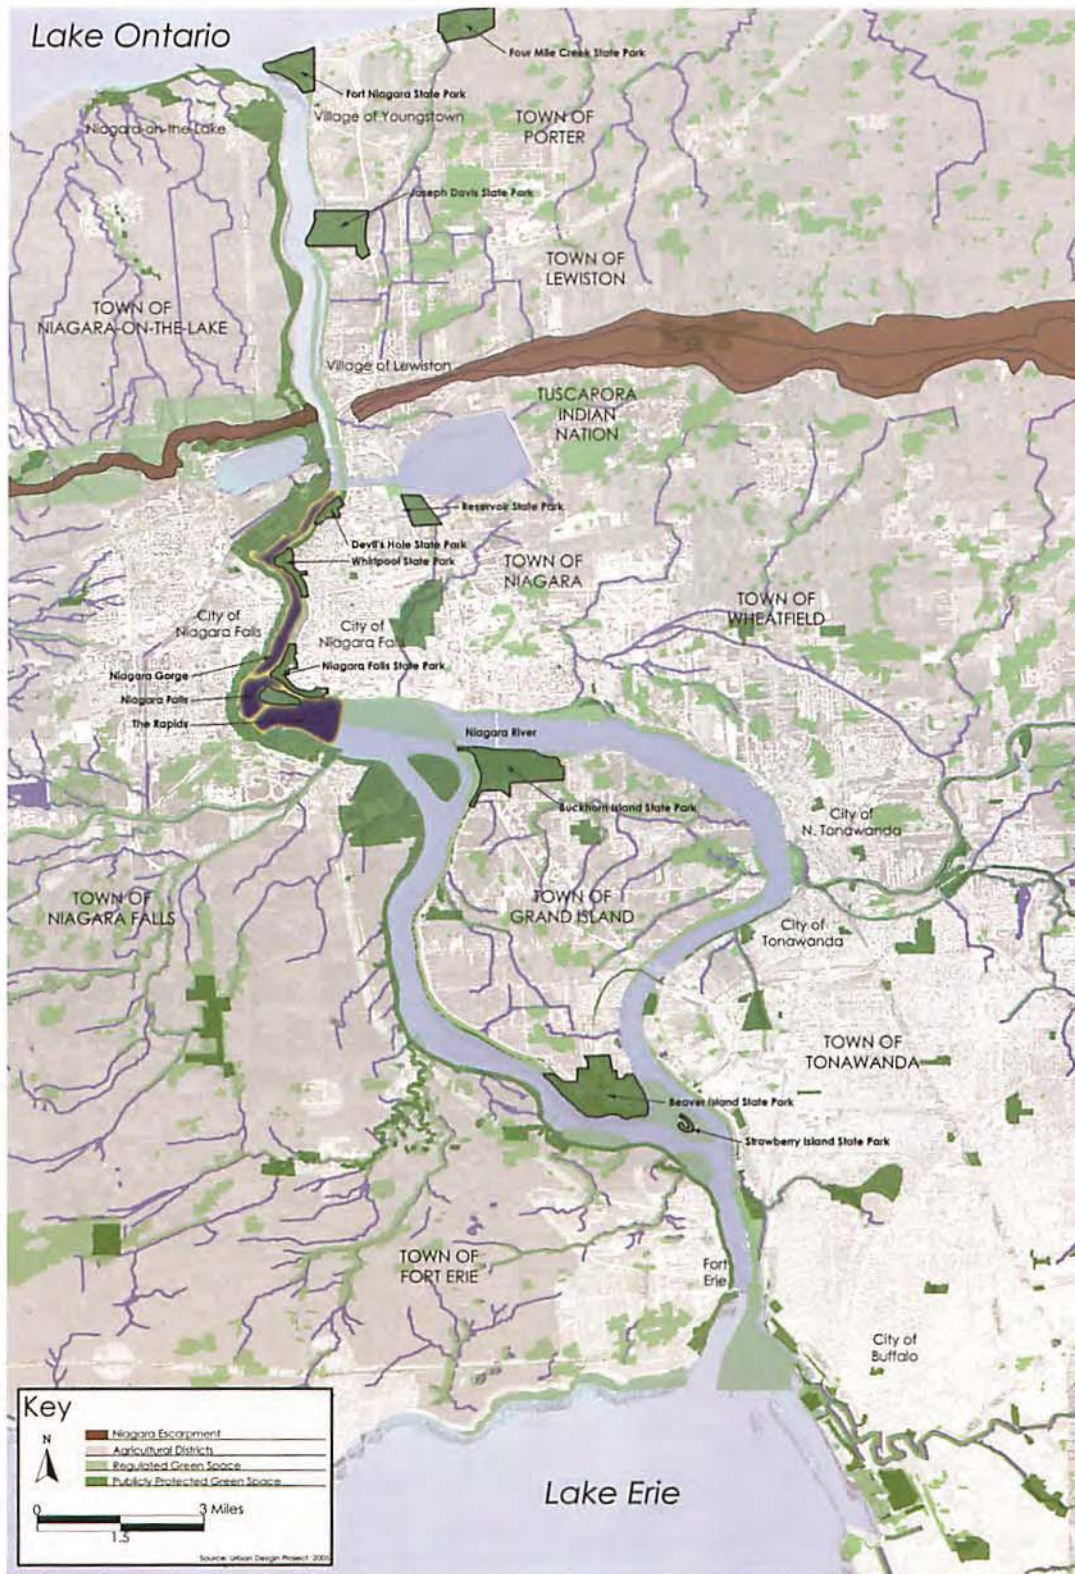 Lake Ontario
Four Mile Creek State Park
Fort Niagara State Park
Niagara-on-the-Lake
Village of Youngstown
TOWN OF
PORTER
Joseph Davis State Park
TOWN OF
LEWISTON
TOWN OF
NIAGARA-ON-THE-LAKE
Village of Lewiston
TUSCARORA
INDIAN
NATION
Reservoir State Park
Devil's Hole State Park
Whirlpool State Park
TOWN OF
NIAGARA
TOWN OF
WHEATFIELD
City of
Niagara Falls
City of
Niagara Falls
Niagara Falls State Park
Niagara Gorge
Niagara Falls
The Rapids
Niagara River
Buckhorn Island State Park
City of
N. Tonawanda
TOWN OF
NIAGARA FALLS
TOWN OF
GRAND ISLAND
City of
Tonawanda
TOWN OF
TONAWANDA
Beaver Island State Park
Strawberry Island State Park
TOWN OF
FORT ERIE
Fort
Erie
City of
Buffalo
Lake Erie
Key
N
Niagara Escarpment
Agricultural Districts
Regulated Green Space
Publicly Protected Green Space
0
3 Miles
1.5
Source: Urban Design Project